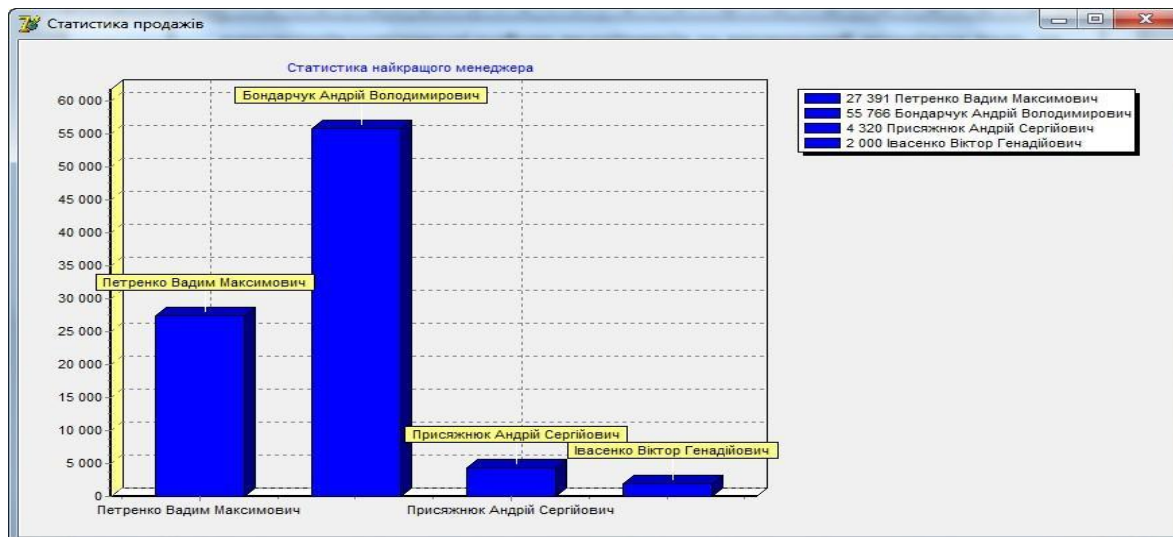 Статистика продажів
Статистика найкращого менеджера
Бондарчук Андрій Володимирович
60 000
55 000
50 000
45 000
40 000
35 000
Петренко Вадим Максимович
30 000
25 000
20 000
15 000
10 000
Присяжнюк Андрій Сергійович
Івасенко Віктор Генадійович
5 000
0
Петренко Вадим Максимович
Присяжнюк Андрій Сергійович
27 391 Петренко Вадим Максимович
55 766 Бондарчук Андрій Володимирович
4 320 Присяжнюк Андрій Сергійович
2 000 Івасенко Віктор Генадійович